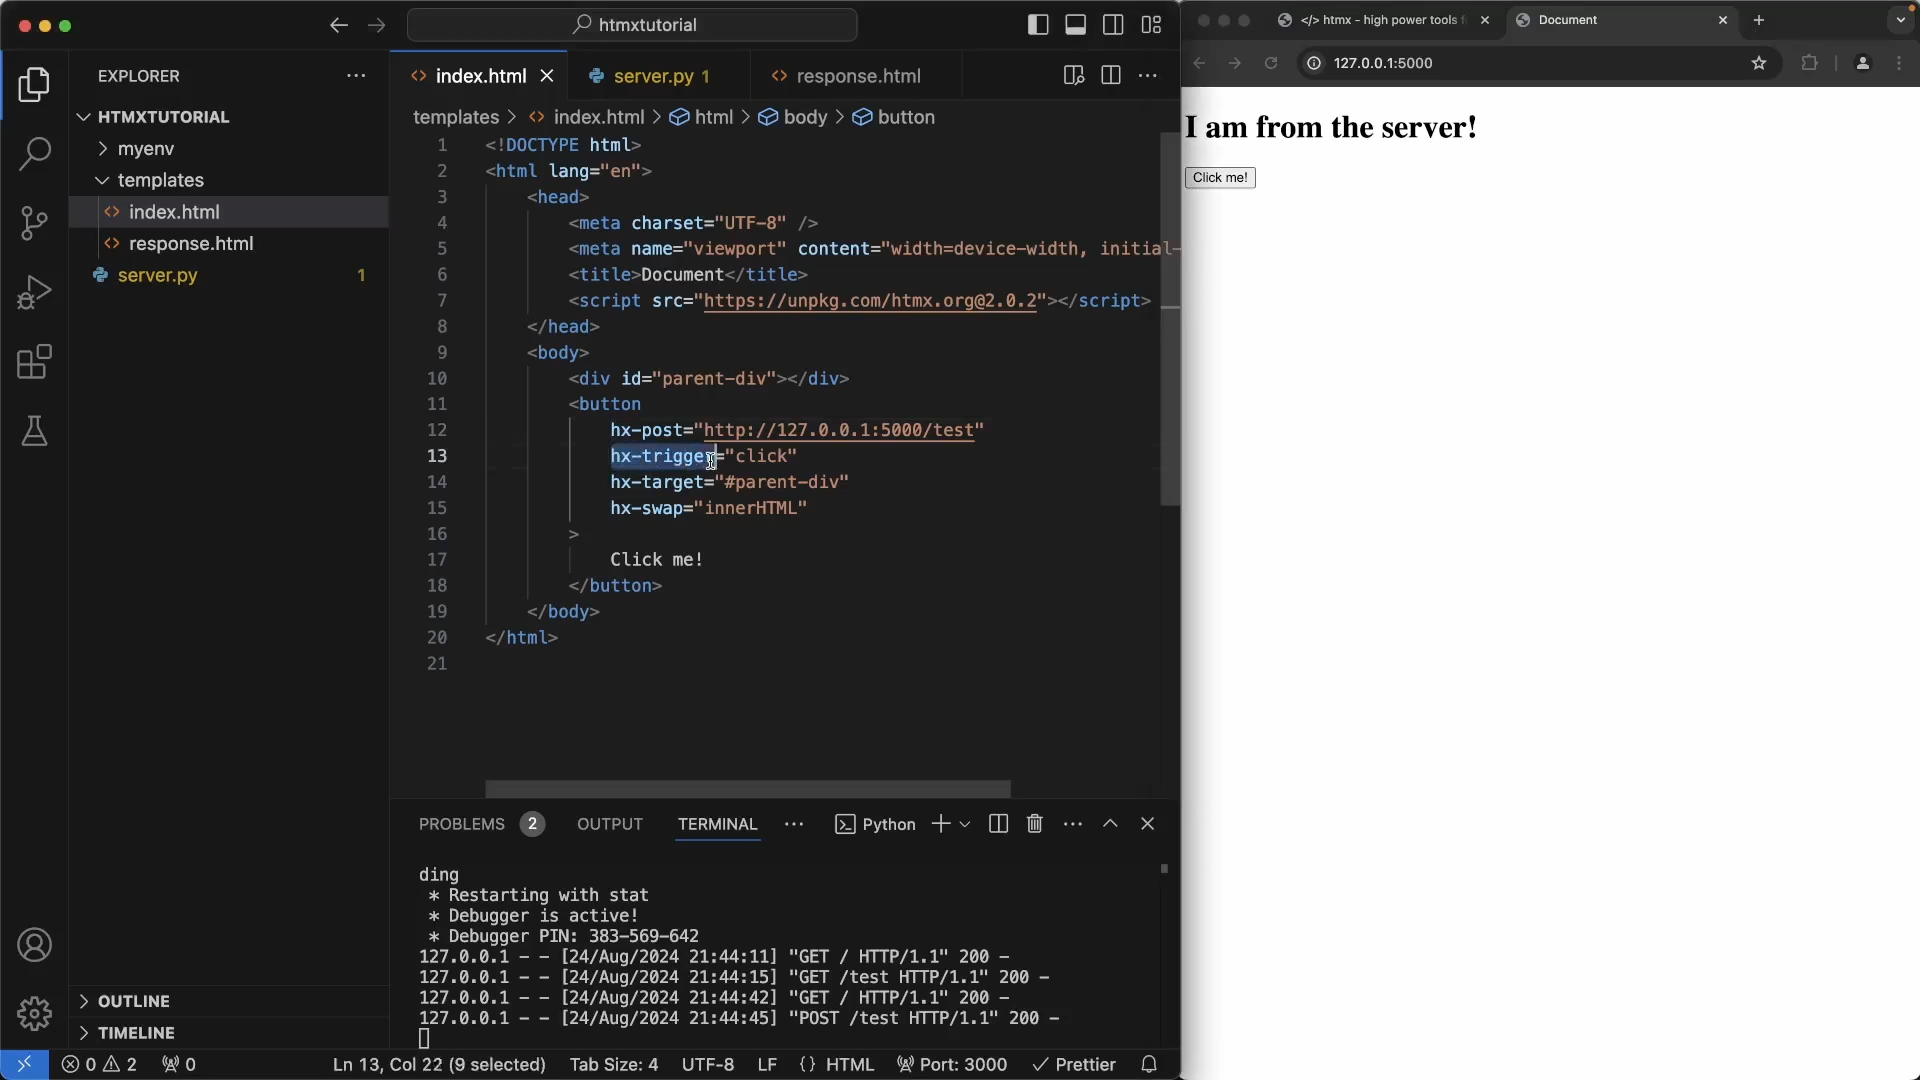 htmxtutorial
EXPLORER
HTMXTUTORIAL
myenv
templates
index.html
response.html
server.py
1
OUTLINE
TIMELINE
index.html
server.py 1
response.html
templates > index.html > html > body > button
1 <!DOCTYPE html>
2 <html lang="en">
3 <head>
4 <meta charset="UTF-8" />
5 <meta name="viewport" content="width=device-width, initial-
6 <title>Document</title>
7 <script src="https://unpkg.com/htmx.org@2.0.2"></script>
8 </head>
9 <body>
10 <div id="parent-div"></div>
11 <button
12 hx-post="http://127.0.0.1:5000/test"
13 hx-trigger="click"
14 hx-target="#parent-div"
15 hx-swap="innerHTML"
16 >
17 Click me!
18 </button>
19 </body>
20 </html>
21
PROBLEMS 2 OUTPUT TERMINAL Python
ding
* Restarting with stat
* Debugger is active!
* Debugger PIN: 383-569-642
127.0.0.1 - - [24/Aug/2024 21:44:11] "GET / HTTP/1.1" 200 -
127.0.0.1 - - [24/Aug/2024 21:44:15] "GET /test HTTP/1.1" 200 -
127.0.0.1 - - [24/Aug/2024 21:44:42] "GET / HTTP/1.1" 200 -
127.0.0.1 - - [24/Aug/2024 21:44:45] "POST /test HTTP/1.1" 200 -
0 2 0 Ln 13, Col 22 (9 selected) Tab Size: 4 UTF-8 LF {} HTML Port: 3000 Prettier
</> htmx - high power tools f
Document
127.0.0.1:5000
I am from the server!
Click me!